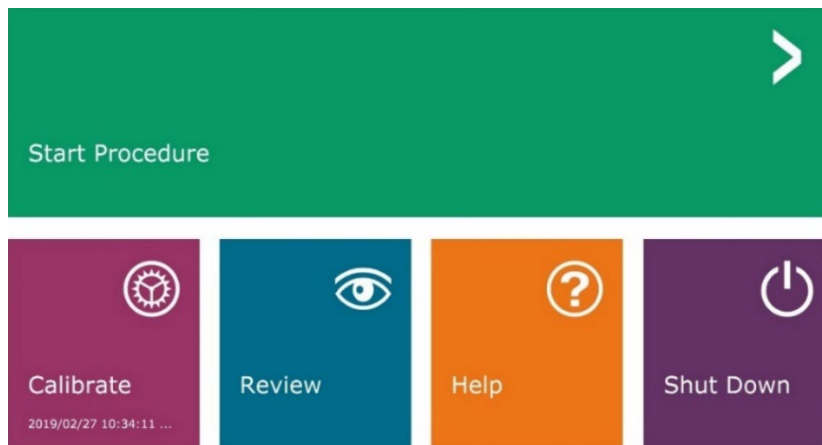 Start Procedure
Calibrate
2019/02/27 10:34:11 ...
Review
Help
Shut Down